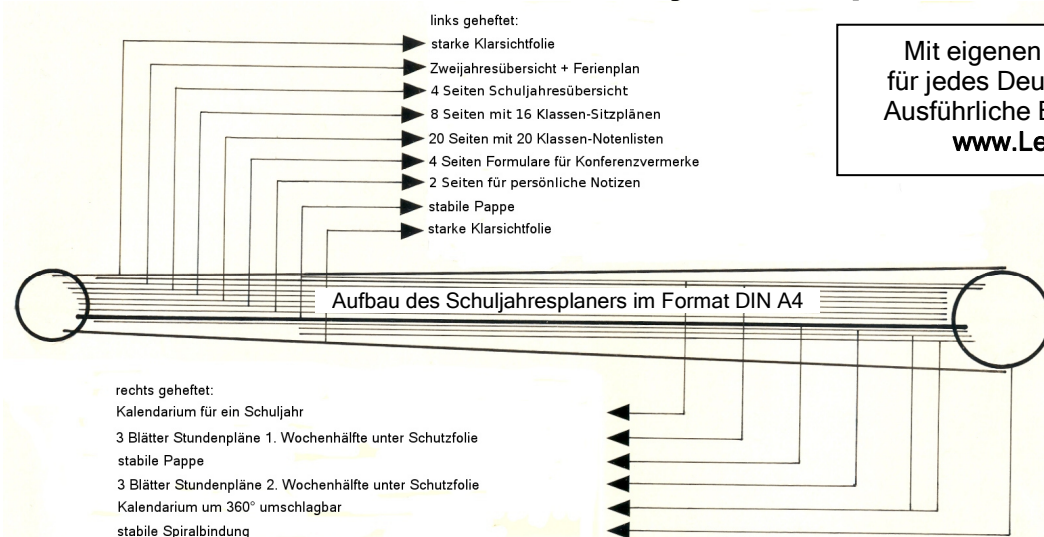 links geheftet:
starke Klarsichtfolie
Zweijahresübersicht + Ferienplan
4 Seiten Schuljahresübersicht
8 Seiten mit 16 Klassen-Sitzplänen
20 Seiten mit 20 Klassen-Notenlisten
4 Seiten Formulare für Konferenzvermerke
2 Seiten für persönliche Notizen
stabile Pappe
starke Klarsichtfolie
Mit eigenen
für jedes Deu
Ausführliche
www.Le
Aufbau des Schuljahresplaners im Format DIN A4
rechts geheftet:
Kalendarium für ein Schuljahr
3 Blätter Stundenpläne 1. Wochenhälfte unter Schutzfolie
stabile Pappe
3 Blätter Stundenpläne 2. Wochenhälfte unter Schutzfolie
Kalendarium um 360° umschlagbar
stabile Spiralbindung